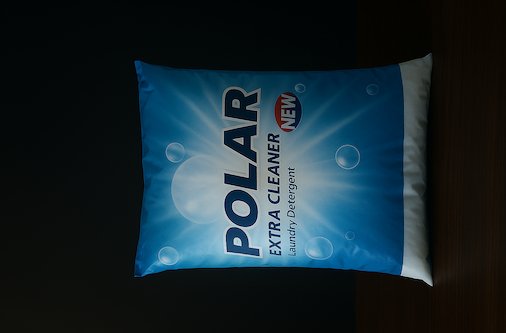 POLAR
NEW
EXTRA CLEANER
Laundry Detergent